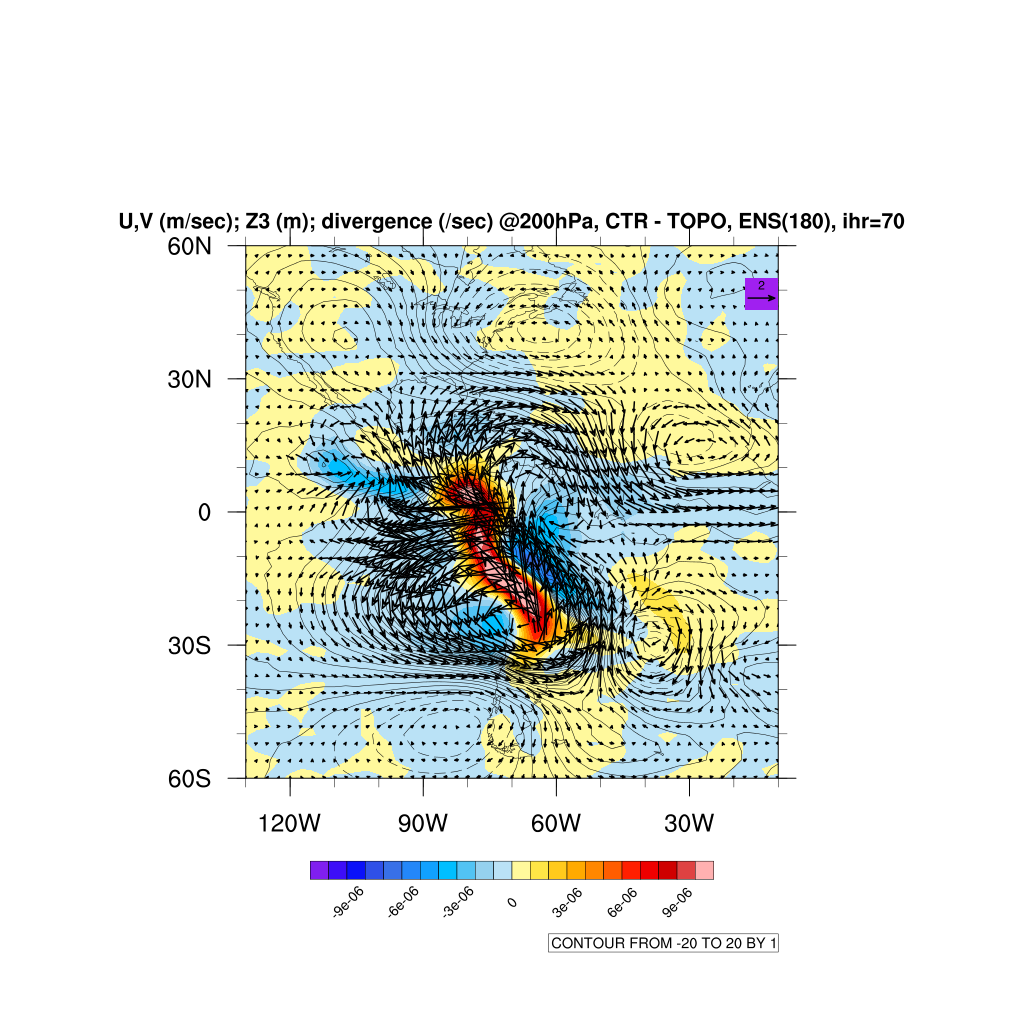 U,V (m/sec); Z3 (m); divergence (/sec) @200hPa, CTR - TOPO, ENS(180), ihr=70
60N
2
30N
0
30S
60S
120W 90W 60W 30W
-9e-06 -6e-06 -3e-06 0 3e-06 6e-06 9e-06
CONTOUR FROM -20 TO 20 BY 1